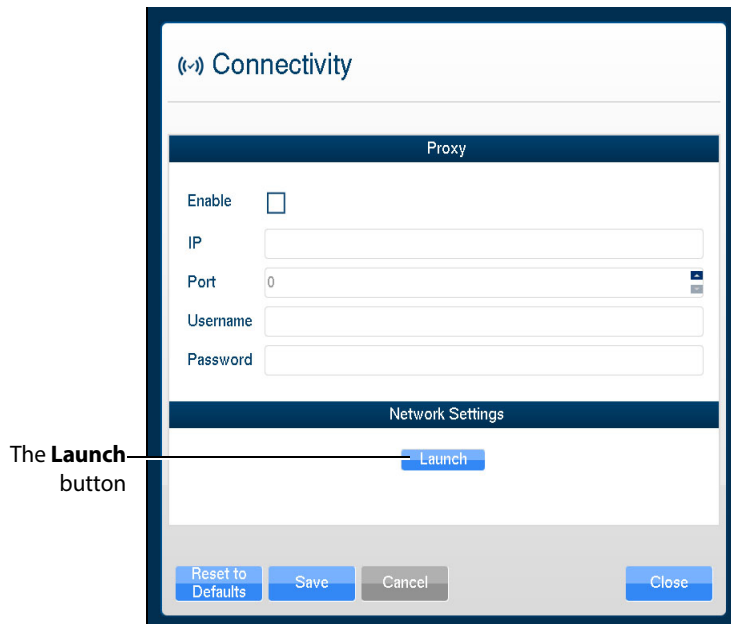 Connectivity
Proxy
Enable
IP
Port 0
Username
Password
Network Settings
The Launch
button
Launch
Reset to
Defaults
Save
Cancel
Close